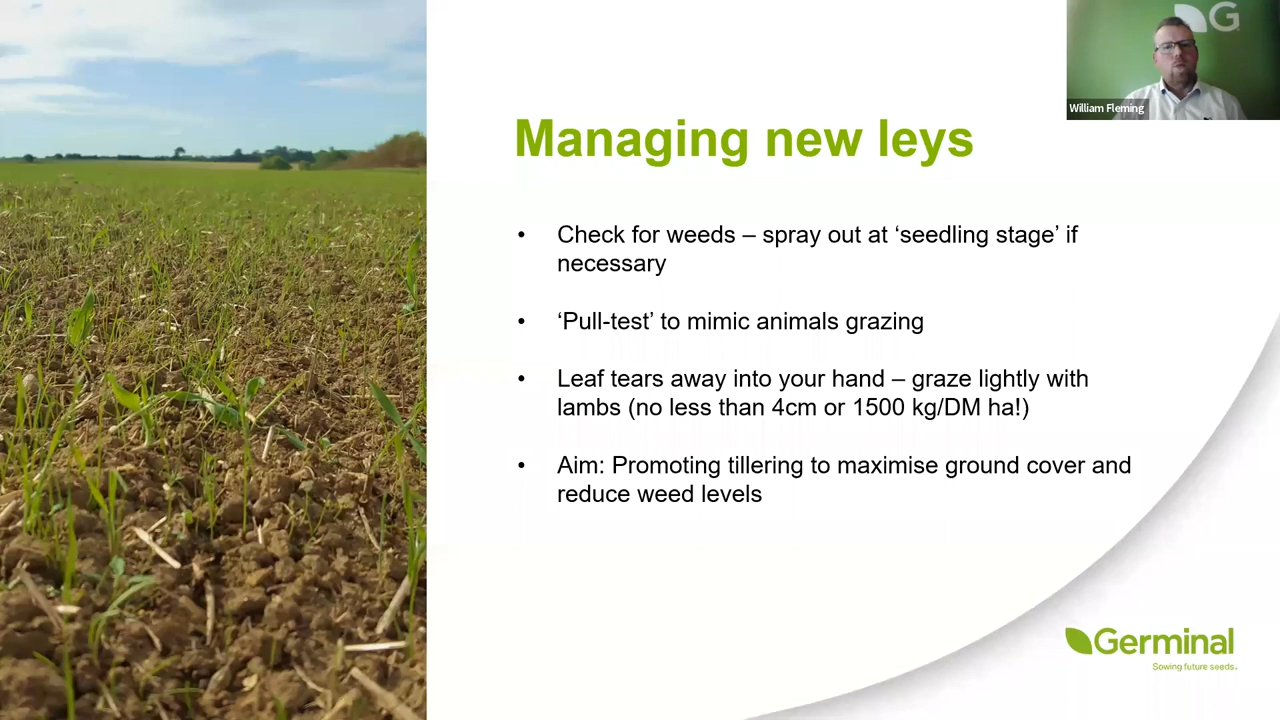 G
William Fleming
Managing new leys
• Check for weeds – spray out at ‘seedling stage’ if
necessary
• ‘Pull-test’ to mimic animals grazing
• Leaf tears away into your hand – graze lightly with
lambs (no less than 4cm or 1500 kg/DM ha!)
• Aim: Promoting tillering to maximise ground cover and
reduce weed levels
Germinal
Sowing future seeds.